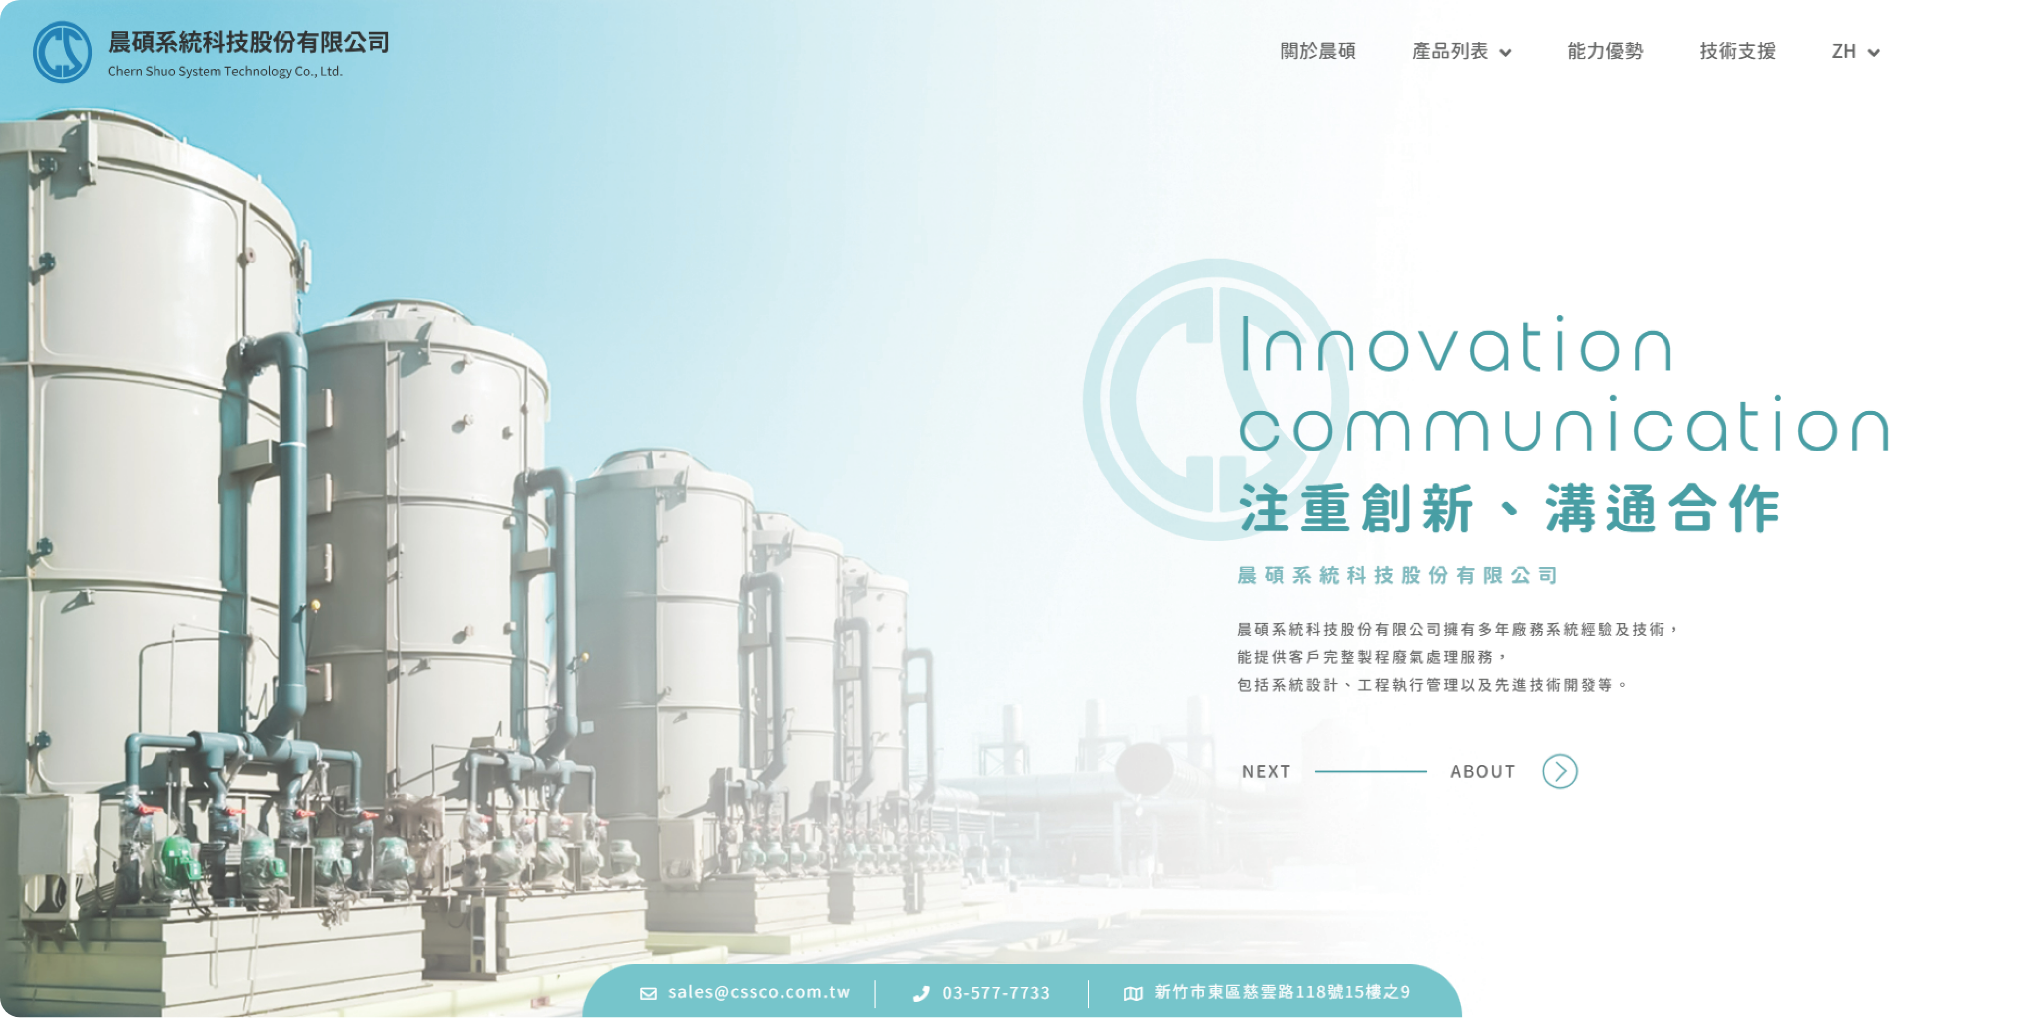 晨碩系統科技股份有限公司
Chern Shuo System Technology Co., Ltd.
關於晨碩
產品列表
能力優勢
技術支援
ZH
Innovation
communication
注重創新、溝通合作
晨碩系統科技股份有限公司
晨碩系統科技股份有限公司擁有多年廠務系統經驗及技術，
能提供客戶完整製程廢氣處理服務，
包括系統設計、工程執行管理以及先進技術開發等。
NEXT
ABOUT
sales@cssco.com.tw
03-577-7733
新竹市東區慈雲路118號15樓之9